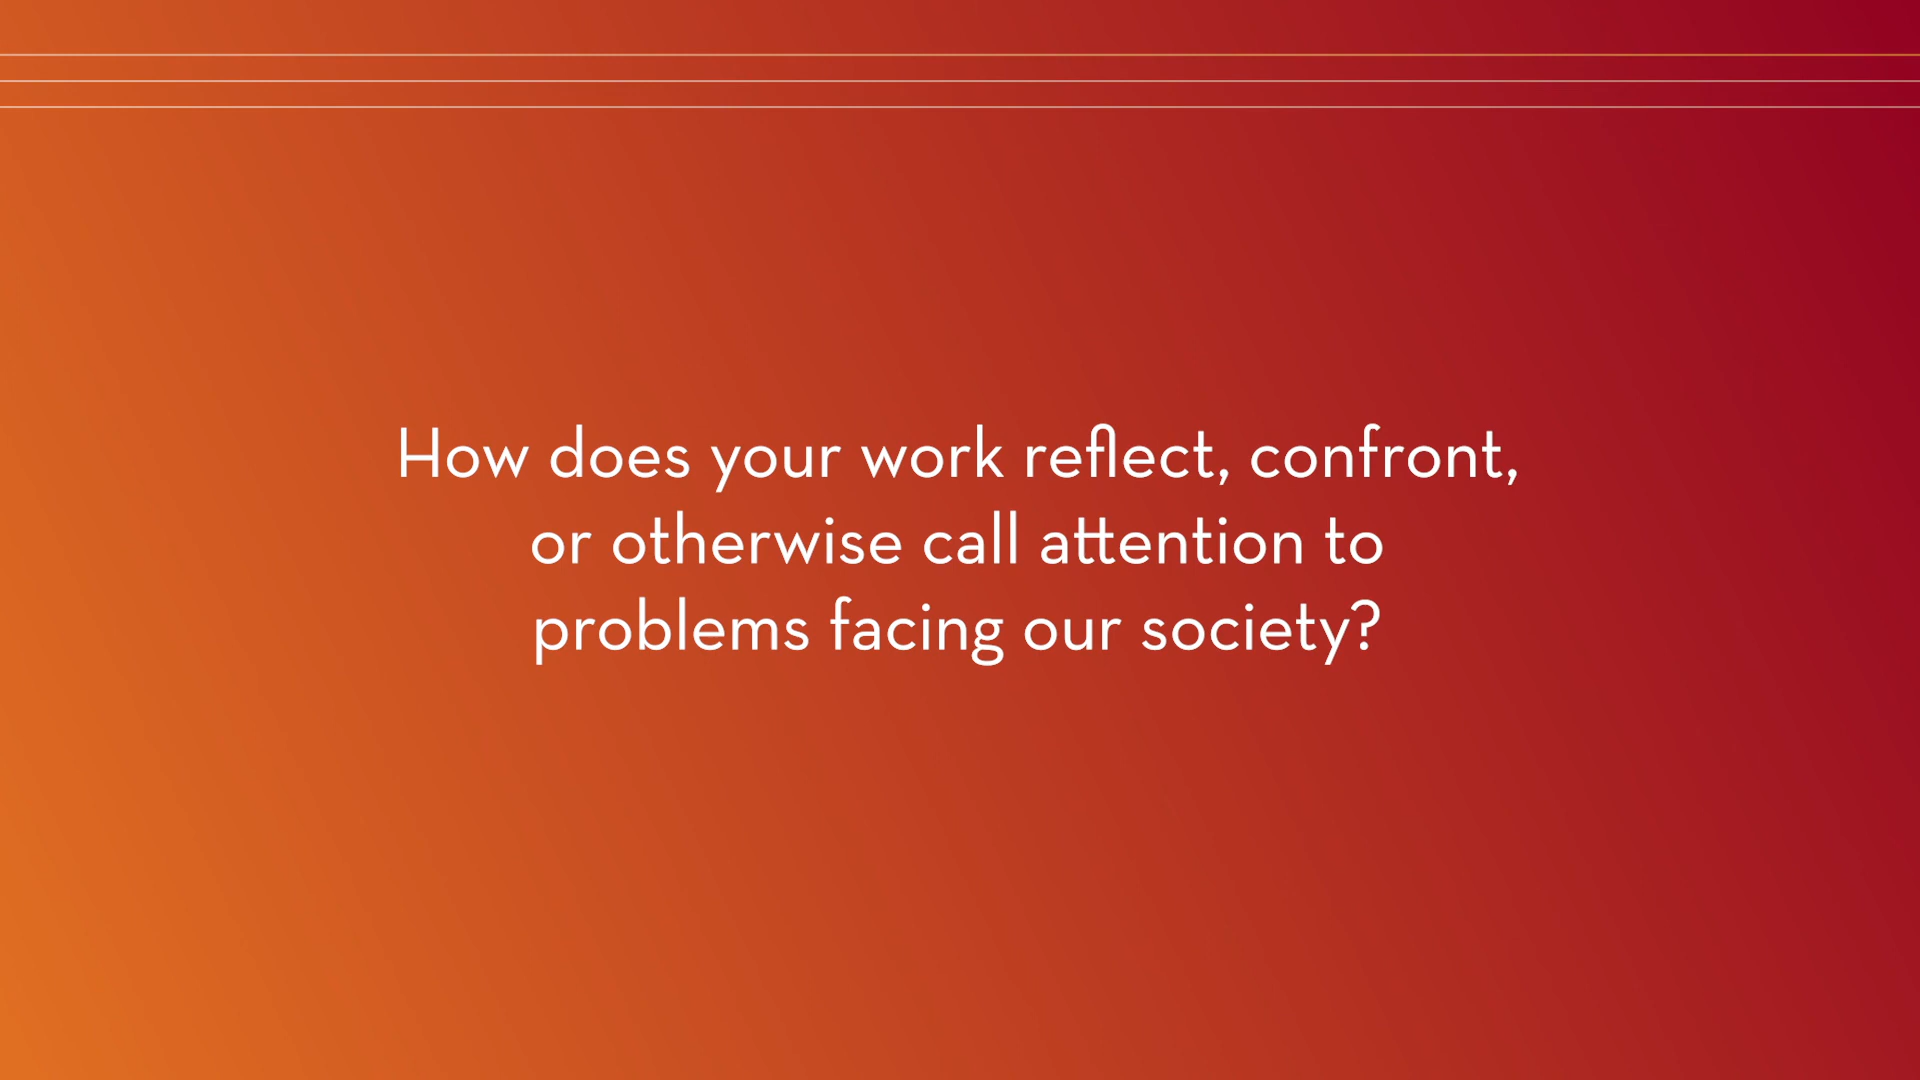 How does your work reflect, confront,
or otherwise call attention to
problems facing our society?